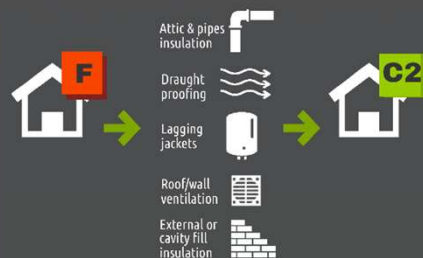 F
Attic & pipes
insulation
Draught
proofing
Lagging
jackets
Roof/wall
ventilation
External or
cavity fill
insulation
C2